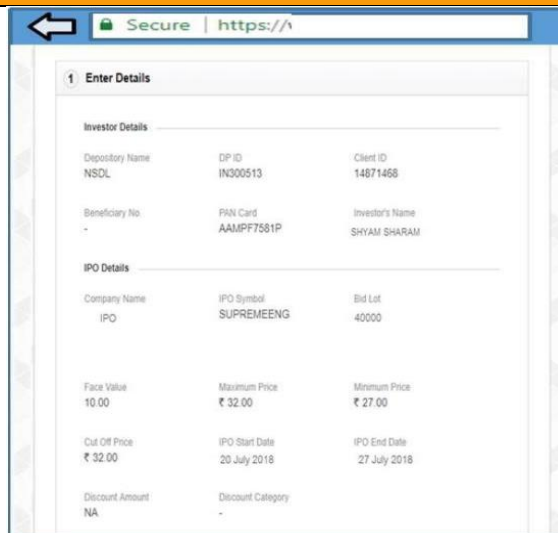 Secure | https://
1 Enter Details
Investor Details
Depository Name DP ID Client ID
NSDL IN300513 14871468
Beneficiary No. PAN Card Investor's Name
- AAMPF7581P SHYAM SHARAM
IPO Details
Company Name IPO Symbol Bid Lot
IPO SUPREMEENG 40000
Face Value Maximum Price Minimum Price
10.00 ₹ 32.00 ₹ 27.00
Cut Off Price IPO Start Date IPO End Date
₹ 32.00 20 July 2018 27 July 2018
Discount Amount Discount Category
NA -